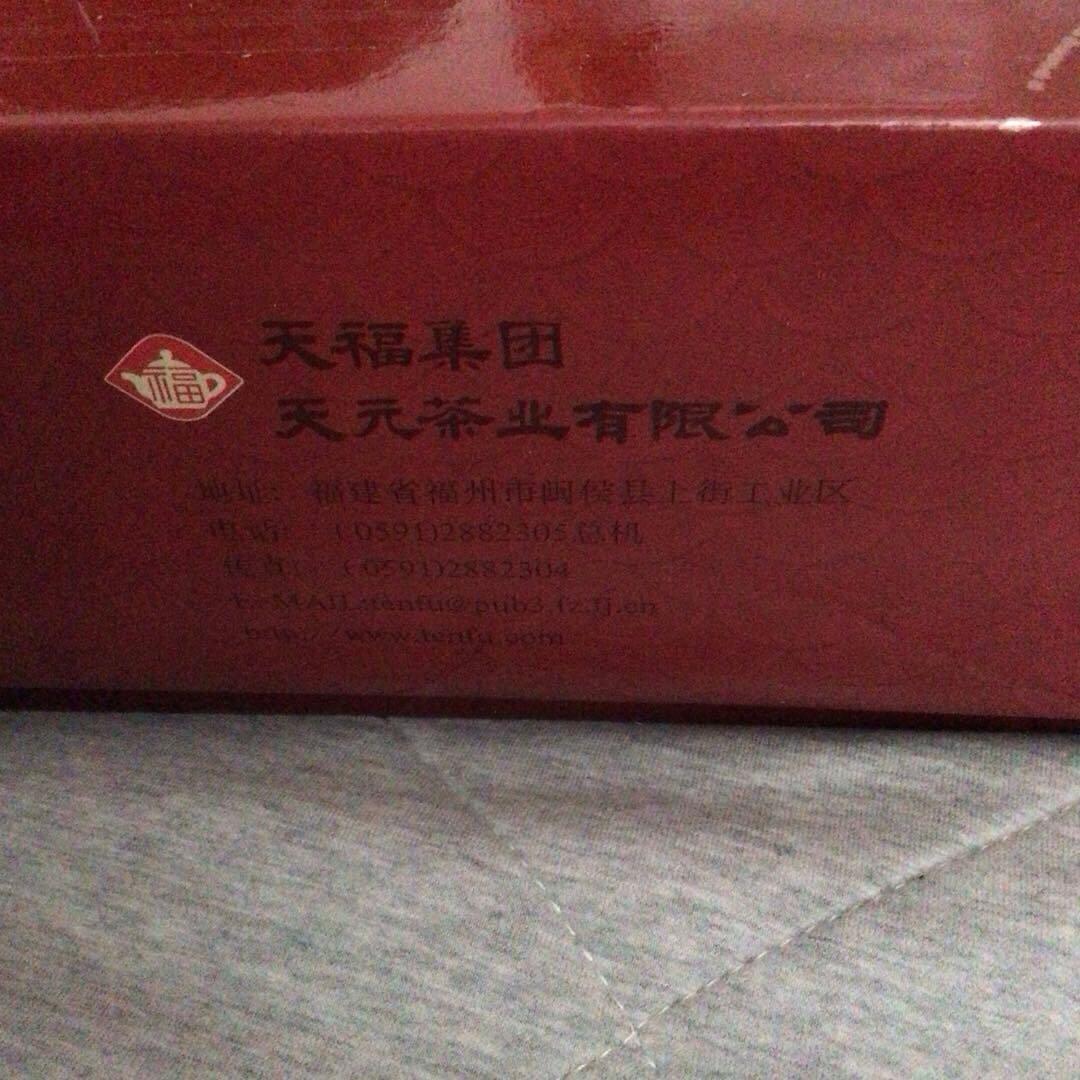 福
天福集团
天元茶业有限公司
地址: 福建省福州市闽侯县上街工业区
电话: (0591)2882305总机
传真: (0591)2882304
E-MAIL:tenfu@pub3.fz.fj.cn
http://www.tenfu.com